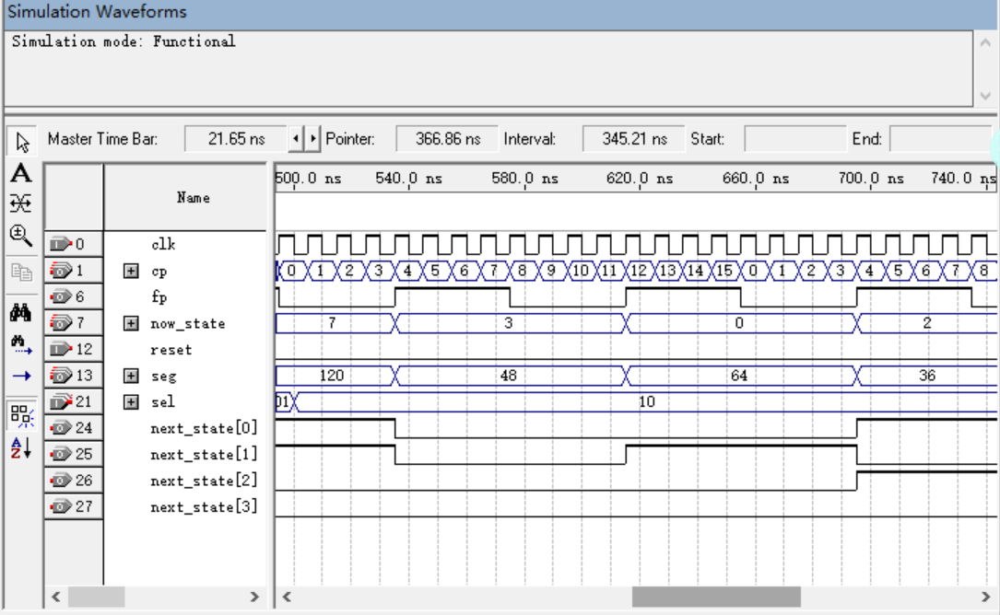 Simulation Waveforms
Simulation mode: Functional
Master Time Bar: 21.65 ns Pointer: 366.86 ns Interval: 345.21 ns Start: End:
Name 500.0 ns 540.0 ns 580.0 ns 620.0 ns 660.0 ns 700.0 ns 740.0 ns
0 clk
1 cp 0 1 2 3 4 5 6 7 8 9 10 11 12 13 14 15 0 1 2 3 4 5 6 7 8
6 fp
7 now_state 7 3 0 2
12 reset
13 seg 120 48 64 36
21 sel 01 10
24 next_state[0]
25 next_state[1]
26 next_state[2]
27 next_state[3]